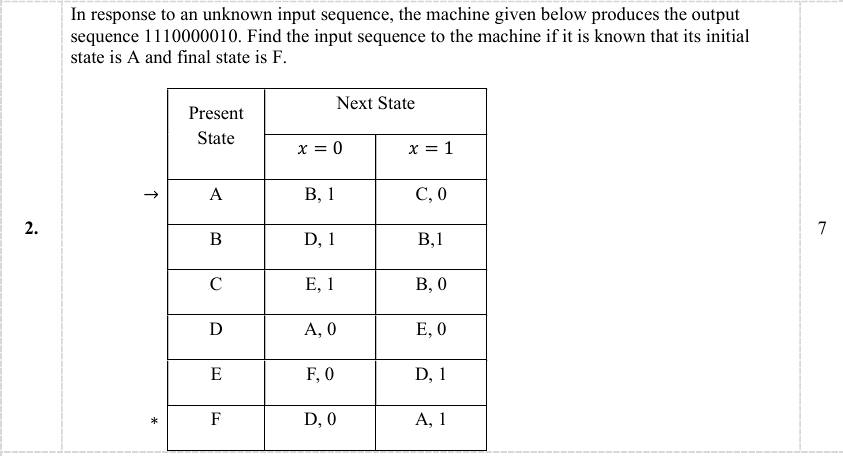 In response to an unknown input sequence, the machine given below produces the output
sequence 1110000010. Find the input sequence to the machine if it is known that its initial
state is A and final state is F.
Present
State
Next State
x = 0 x = 1
→ A B, 1 C, 0
2. 7
B D, 1 B,1
C E, 1 B, 0
D A, 0 E, 0
E F, 0 D, 1
* F D, 0 A, 1